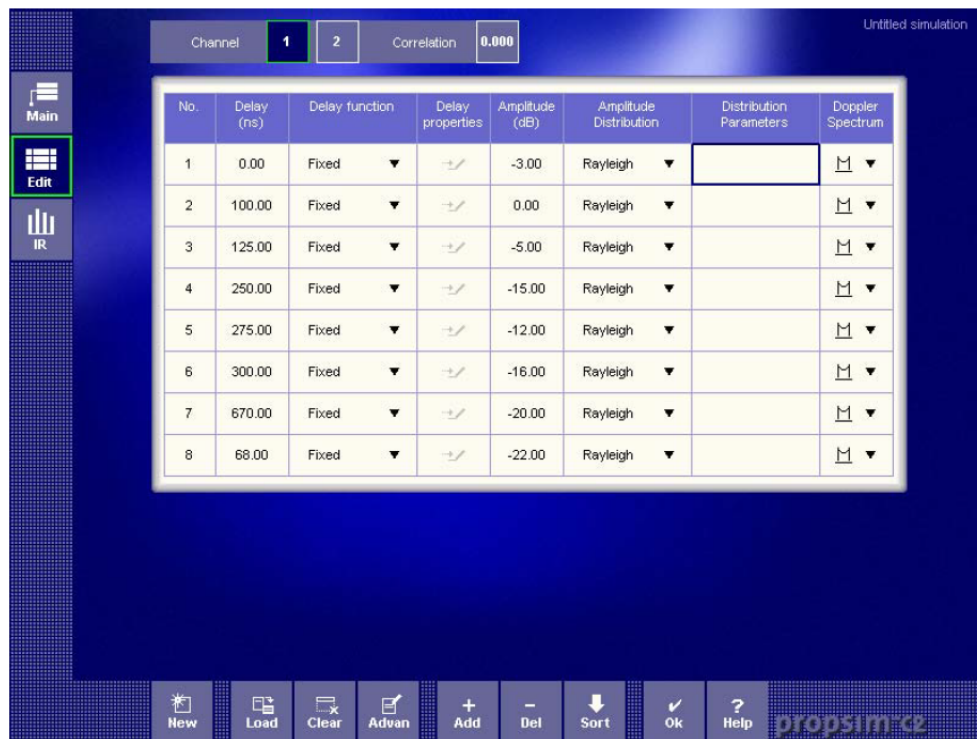 Untitled simulation
Channel 1 2 Correlation 0.000
Main
Edit
IR
No. Delay (ns) Delay function Delay properties Amplitude (dB) Amplitude Distribution Distribution Parameters Doppler Spectrum
1 0.00 Fixed -3.00 Rayleigh
2 100.00 Fixed 0.00 Rayleigh
3 125.00 Fixed -5.00 Rayleigh
4 250.00 Fixed -15.00 Rayleigh
5 275.00 Fixed -12.00 Rayleigh
6 300.00 Fixed -16.00 Rayleigh
7 670.00 Fixed -20.00 Rayleigh
8 68.00 Fixed -22.00 Rayleigh
New Load Clear Advan + Add - Del Sort Ok ? Help
propsim c2